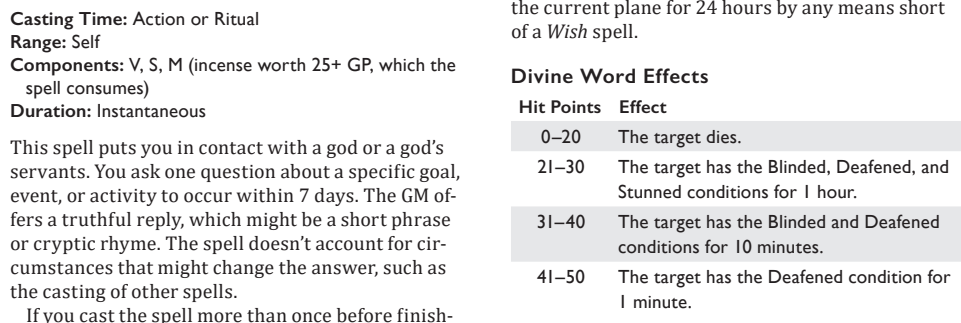 Casting Time: Action or Ritual
Range: Self
Components: V, S, M (incense worth 25+ GP, which the
spell consumes)
Duration: Instantaneous
This spell puts you in contact with a god or a god’s
servants. You ask one question about a specific goal,
event, or activity to occur within 7 days. The GM of-
fers a truthful reply, which might be a short phrase
or cryptic rhyme. The spell doesn’t account for cir-
cumstances that might change the answer, such as
the casting of other spells.
If you cast the spell more than once before finish-
the current plane for 24 hours by any means short
of a Wish spell.
Divine Word Effects
Hit Points Effect
0–20 The target dies.
21–30 The target has the Blinded, Deafened, and
Stunned conditions for 1 hour.
31–40 The target has the Blinded and Deafened
conditions for 10 minutes.
41–50 The target has the Deafened condition for
1 minute.